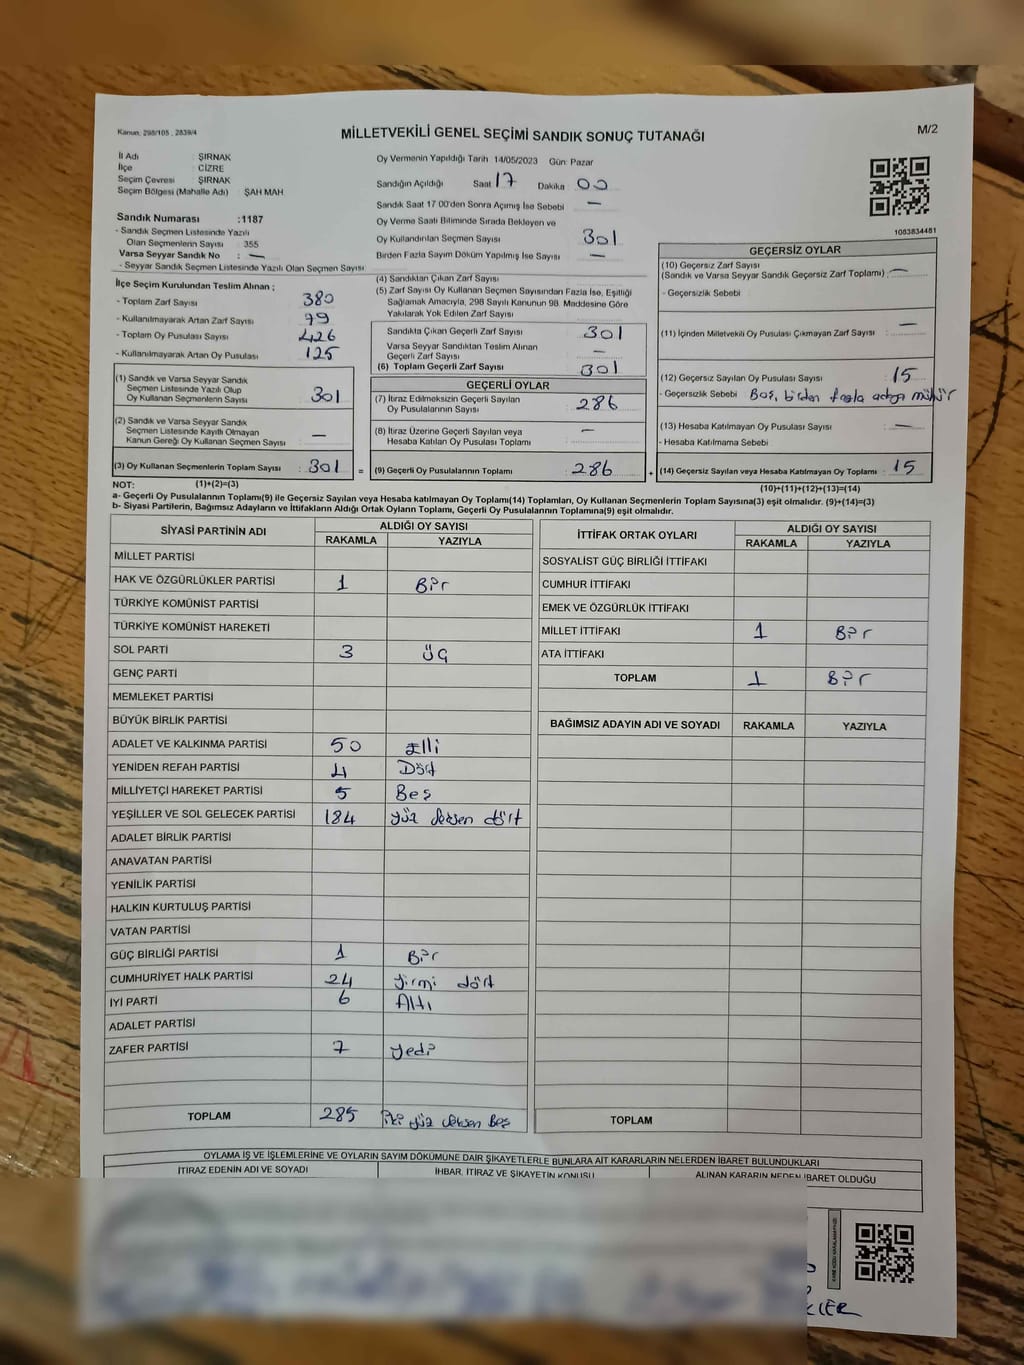 Kanun: 298/105 , 2839/4
MİLLETVEKİLİ GENEL SEÇİMİ SANDIK SONUÇ TUTANAĞI
M/2
İl Adı : ŞIRNAK
İlçe : CİZRE
Seçim Çevresi : ŞIRNAK
Seçim Bölgesi (Mahalle Adı) ŞAH MAH
Sandık Numarası :1187
- Sandık Seçmen Listesinde Yazılı
Olan Seçmenlerin Sayısı : 355
Varsa Seyyar Sandık No : —
- Seyyar Sandık Seçmen Listesinde Yazılı Olan Seçmen Sayısı
İlçe Seçim Kurulundan Teslim Alınan ;
- Toplam Zarf Sayısı : 380
- Kullanılmayarak Artan Zarf Sayısı : 79
- Toplam Oy Pusulası Sayısı : 426
- Kullanılmayarak Artan Oy Pusulası : 125
(1) Sandık ve Varsa Seyyar Sandık
Seçmen Listesinde Yazılı Olup
Oy Kullanan Seçmenlerin Sayısı : 301
(2) Sandık ve Varsa Seyyar Sandık
Seçmen Listesinde Kayıtlı Olmayan
Kanun Gereği Oy Kullanan Seçmen Sayısı : —
(3) Oy Kullanan Seçmenlerin Toplam Sayısı : 301 =
Oy Vermenin Yapıldığı Tarih 14/05/2023 Gün: Pazar
Sandığın Açıldığı Saat 17 Dakika 00
Sandık Saat 17 00'den Sonra Açımış İse Sebebi —
Oy Verme Saati Bitiminde Sırada Bekleyen ve
Oy Kullandırılan Seçmen Sayısı 301
Birden Fazla Sayım Döküm Yapılmış İse Sayısı —
(4) Sandıktan Çıkan Zarf Sayısı
(5) Zarf Sayısı Oy Kullanan Seçmen Sayısından Fazla İse, Eşitliği
Sağlamak Amacıyla, 298 Sayılı Kanunun 98. Maddesine Göre
Yakılarak Yok Edilen Zarf Sayısı
Sandıkta Çıkan Geçerli Zarf Sayısı 301
Varsa Seyyar Sandıktan Teslim Alınan
Geçerli Zarf Sayısı —
(6) Toplam Geçerli Zarf Sayısı 301
GEÇERLİ OYLAR
(7) İtiraz Edilmeksizin Geçerli Sayılan
Oy Pusulalarının Sayısı : 286
(8) İtiraz Üzerine Geçerli Sayılan veya
Hesaba Katılan Oy Pusulası Toplamı : —
(9) Geçerli Oy Pusulalarının Toplamı : 286 +
1003834481
GEÇERSİZ OYLAR
(10) Geçersiz Zarf Sayısı
(Sandık ve Varsa Seyyar Sandık Geçersiz Zarf Toplamı) : —
- Geçersizlik Sebebi :
(11) İçinden Milletvekili Oy Pusulası Çıkmayan Zarf Sayısı : —
(12) Geçersiz Sayılan Oy Pusulası Sayısı : 15
- Geçersizlik Sebebi : Boş, birden fazla adaya mühür
(13) Hesaba Katılmayan Oy Pusulası Sayısı : —
- Hesaba Katılmama Sebebi :
(14) Geçersiz Sayılan veya Hesaba Katılmayan Oy Toplamı : 15
NOT: (1)+(2)=(3) (10)+(11)+(12)+(13)=(14)
a- Geçerli Oy Pusulalarının Toplamı(9) ile Geçersiz Sayılan veya Hesaba katılmayan Oy Toplamı(14) Toplamları, Oy Kullanan Seçmenlerin Toplam Sayısına(3) eşit olmalıdır. (9)+(14)=(3)
b- Siyasi Partilerin, Bağımsız Adayların ve İttifakların Aldığı Ortak Oyların Toplamı, Geçerli Oy Pusulalarının Toplamına(9) eşit olmalıdır.
SİYASİ PARTİNİN ADI ALDIĞI OY SAYISI
RAKAMLA YAZIYLA
MİLLET PARTİSİ
HAK VE ÖZGÜRLÜKLER PARTİSİ 1 Bir
TÜRKİYE KOMÜNİST PARTİSİ
TÜRKİYE KOMÜNİST HAREKETİ
SOL PARTİ 3 üç
GENÇ PARTİ
MEMLEKET PARTİSİ
BÜYÜK BİRLİK PARTİSİ
ADALET VE KALKINMA PARTİSİ 50 Elli
YENİDEN REFAH PARTİSİ 4 Dört
MİLLİYETÇİ HAREKET PARTİSİ 5 Beş
YEŞİLLER VE SOL GELECEK PARTİSİ 184 yüz seksen dört
ADALET BİRLİK PARTİSİ
ANAVATAN PARTİSİ
YENİLİK PARTİSİ
HALKIN KURTULUŞ PARTİSİ
VATAN PARTİSİ
GÜÇ BİRLİĞİ PARTİSİ 1 Bir
CUMHURİYET HALK PARTİSİ 24 yirmi dört
İYİ PARTİ 6 Altı
ADALET PARTİSİ
ZAFER PARTİSİ 7 yedi
TOPLAM 285 İki yüz seksen Beş
İTTİFAK ORTAK OYLARI ALDIĞI OY SAYISI
RAKAMLA YAZIYLA
SOSYALİST GÜÇ BİRLİĞİ İTTİFAKI
CUMHUR İTTİFAKI
EMEK VE ÖZGÜRLÜK İTTİFAKI
MİLLET İTTİFAKI 1 Bir
ATA İTTİFAKI
TOPLAM 1 Bir
BAĞIMSIZ ADAYIN ADI VE SOYADI RAKAMLA YAZIYLA
TOPLAM
OYLAMA İŞ VE İŞLEMLERİNE VE OYLARIN SAYIM DÖKÜMÜNE DAİR ŞİKAYETLERLE BUNLARA AİT KARARLARIN NELERDEN İBARET BULUNDUKLARI
İTİRAZ EDENİN ADI VE SOYADI İHBAR, İTİRAZ VE ŞİKAYETİN KONUSU ALINAN KARARIN NEDEN İBARET OLDUĞU